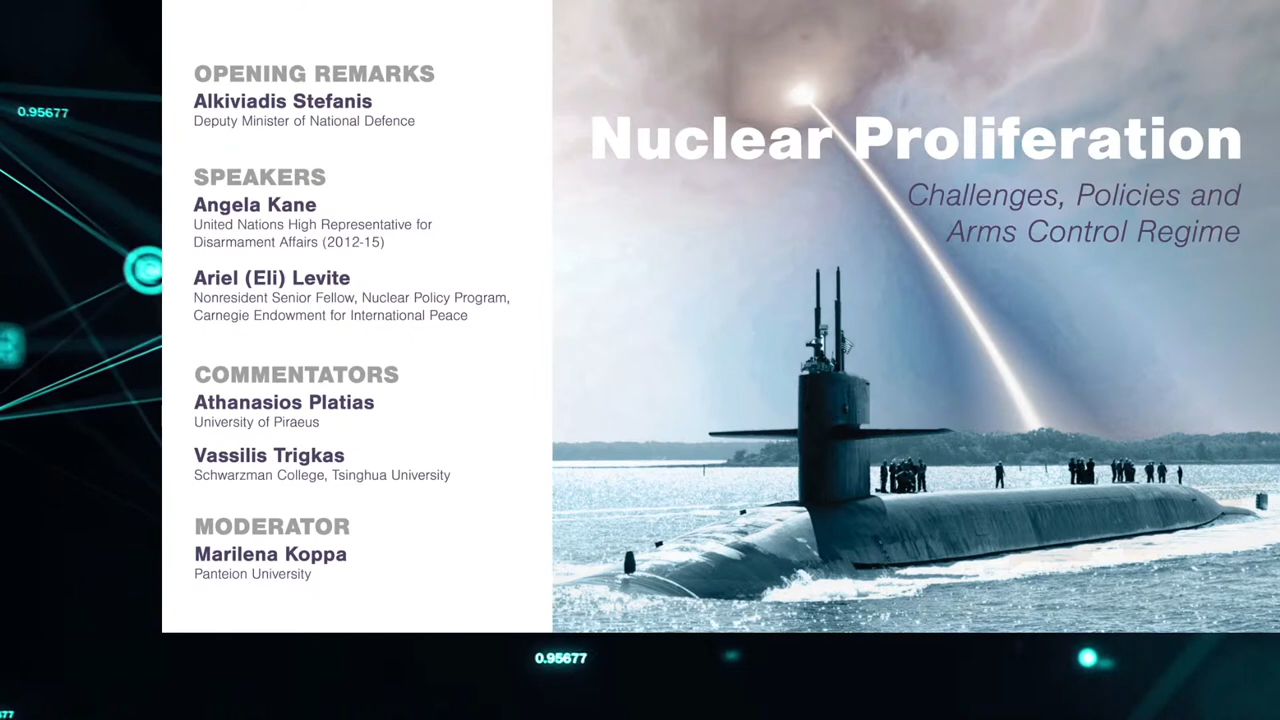 0.95677
OPENING REMARKS
Alkiviadis Stefanis
Deputy Minister of National Defence
SPEAKERS
Angela Kane
United Nations High Representative for
Disarmament Affairs (2012-15)
Ariel (Eli) Levite
Nonresident Senior Fellow, Nuclear Policy Program,
Carnegie Endowment for International Peace
COMMENTATORS
Athanasios Platias
University of Piraeus
Vassilis Trigkas
Schwarzman College, Tsinghua University
MODERATOR
Marilena Koppa
Panteion University
Nuclear Proliferation
Challenges, Policies and
Arms Control Regime
0.95677
77